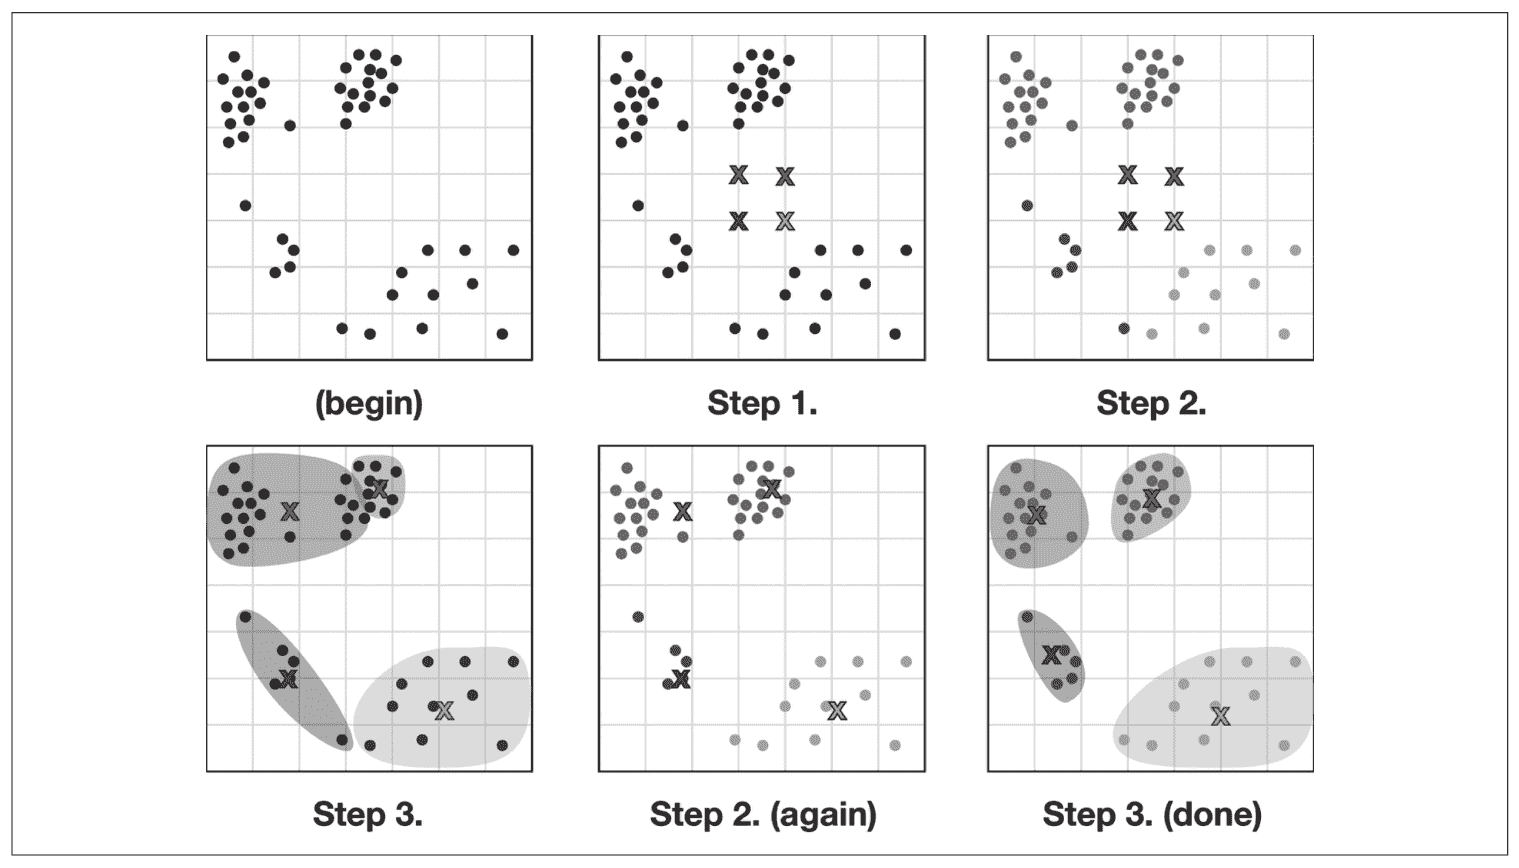 (begin)
Step 1.
Step 2.
Step 3.
Step 2. (again)
Step 3. (done)